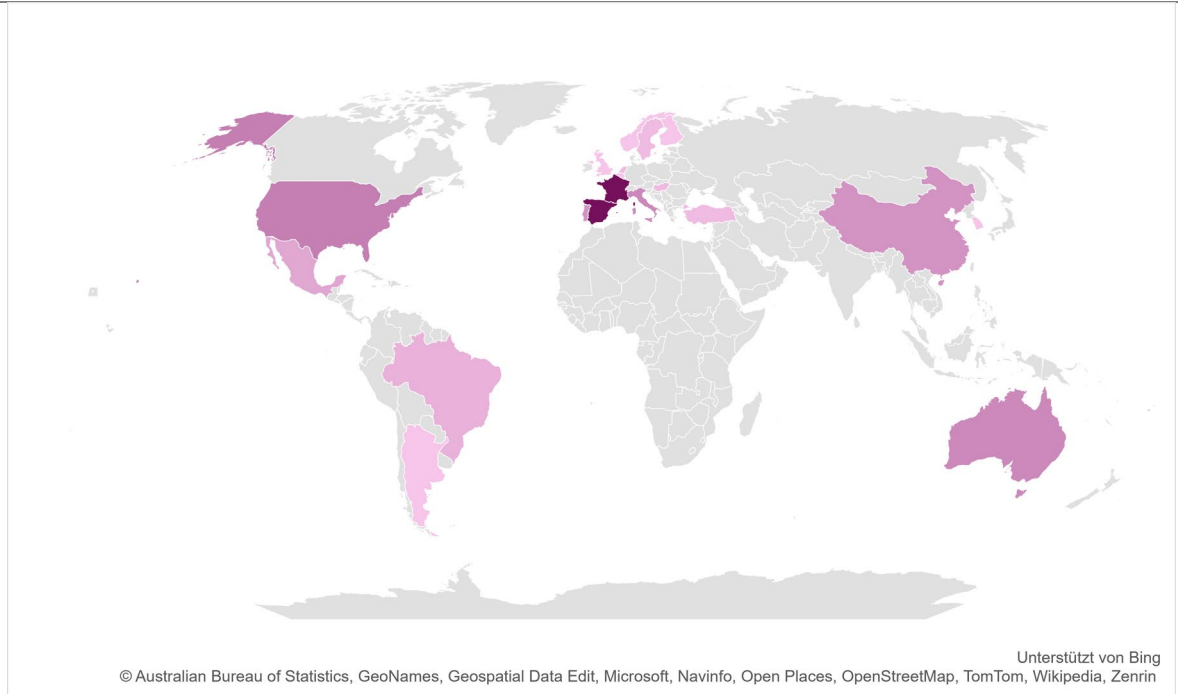 Unterstützt von Bing
© Australian Bureau of Statistics, GeoNames, Geospatial Data Edit, Microsoft, Navinfo, Open Places, OpenStreetMap, TomTom, Wikipedia, Zenrin